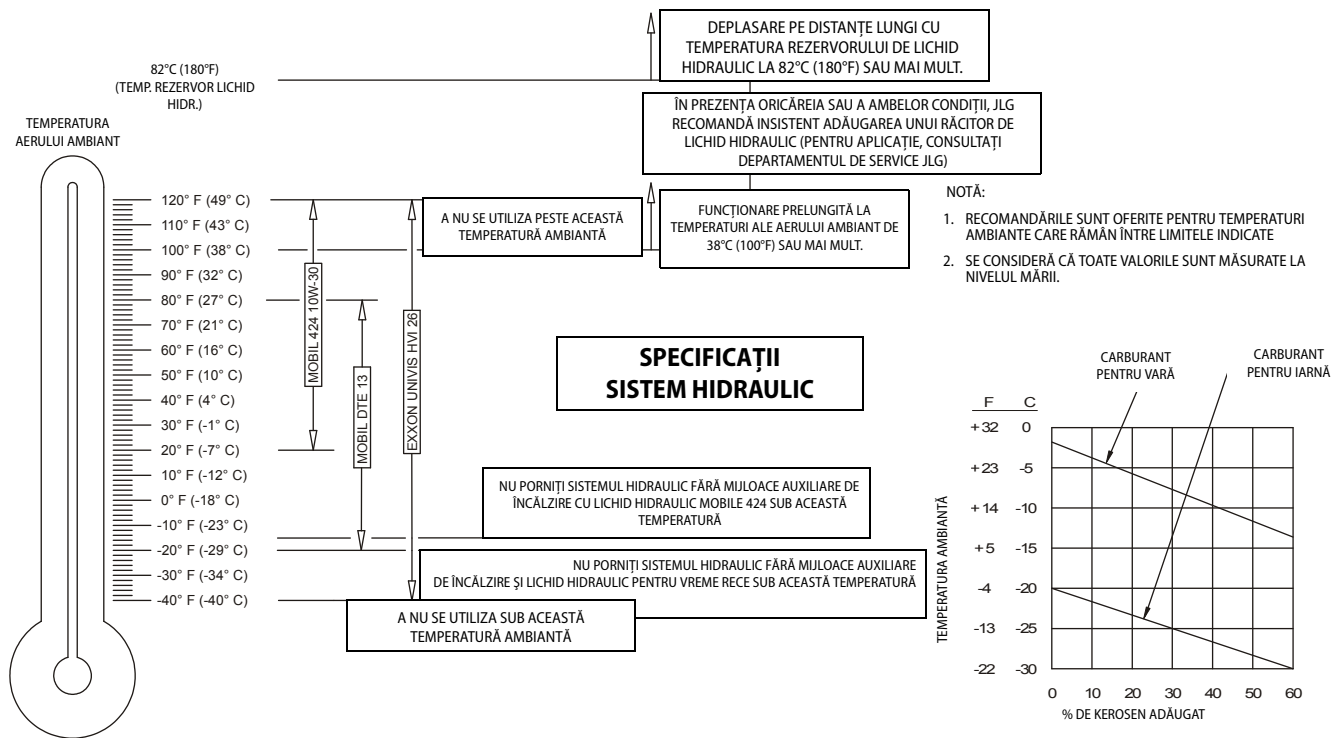 82°C (180°F)
(TEMP. REZERVOR LICHID
HIDR.)
TEMPERATURA
AERULUI AMBIANT
120° F (49° C)
110° F (43° C)
100° F (38° C)
90° F (32° C)
80° F (27° C)
70° F (21° C)
60° F (16° C)
50° F (10° C)
40° F (4° C)
30° F (-1° C)
20° F (-7° C)
10° F (-12° C)
0° F (-18° C)
-10° F (-23° C)
-20° F (-29° C)
-30° F (-34° C)
-40° F (-40° C)
MOBIL 424 10W-30
MOBIL DTE 13
EXXON UNIVIS HVI 26
DEPLASARE PE DISTANȚE LUNGI CU
TEMPERATURA REZERVORULUI DE LICHID
HIDRAULIC LA 82°C (180°F) SAU MAI MULT.
ÎN PREZENȚA ORICĂREIA SAU A AMBELOR CONDIȚII, JLG
RECOMANDĂ INSISTENT ADĂUGAREA UNUI RĂCITOR DE
LICHID HIDRAULIC (PENTRU APLICAȚIE, CONSULTAȚI
DEPARTAMENTUL DE SERVICE JLG)
A NU SE UTILIZA PESTE ACEASTĂ
TEMPERATURĂ AMBIANTĂ
FUNCȚIONARE PRELUNGITĂ LA
TEMPERATURI ALE AERULUI AMBIANT DE
38°C (100°F) SAU MAI MULT.
NOTĂ:
1. RECOMANDĂRILE SUNT OFERITE PENTRU TEMPERATURI
AMBIANTE CARE RĂMÂN ÎNTRE LIMITELE INDICATE
2. SE CONSIDERĂ CĂ TOATE VALORILE SUNT MĂSURATE LA
NIVELUL MĂRII.
SPECIFICAȚII
SISTEM HIDRAULIC
NU PORNIȚI SISTEMUL HIDRAULIC FĂRĂ MIJLOACE AUXILIARE DE
ÎNCĂLZIRE CU LICHID HIDRAULIC MOBILE 424 SUB ACEASTĂ
TEMPERATURĂ
NU PORNIȚI SISTEMUL HIDRAULIC FĂRĂ MIJLOACE AUXILIARE
DE ÎNCĂLZIRE ȘI LICHID HIDRAULIC PENTRU VREME RECE SUB ACEASTĂ TEMPERATURĂ
A NU SE UTILIZA SUB ACEASTĂ
TEMPERATURĂ AMBIANTĂ
CARBURANT
PENTRU VARĂ
CARBURANT
PENTRU IARNĂ
F C
+32 0
+23 -5
+14 -10
+5 -15
-4 -20
-13 -25
-22 -30
TEMPERATURA AMBIANTĂ
0 10 20 30 40 50 60
% DE KEROSEN ADĂUGAT